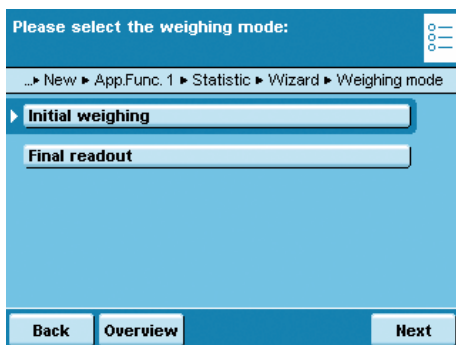 Please select the weighing mode:
...▸ New ▸ App.Func. 1 ▸ Statistic ▸ Wizard ▸ Weighing mode
Initial weighing
Final readout
Back Overview Next